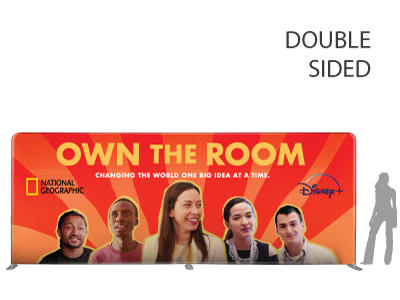 DOUBLE
SIDED
OWN THE ROOM
CHANGING THE WORLD ONE BIG IDEA AT A TIME.
NATIONAL
GEOGRAPHIC
Disney+